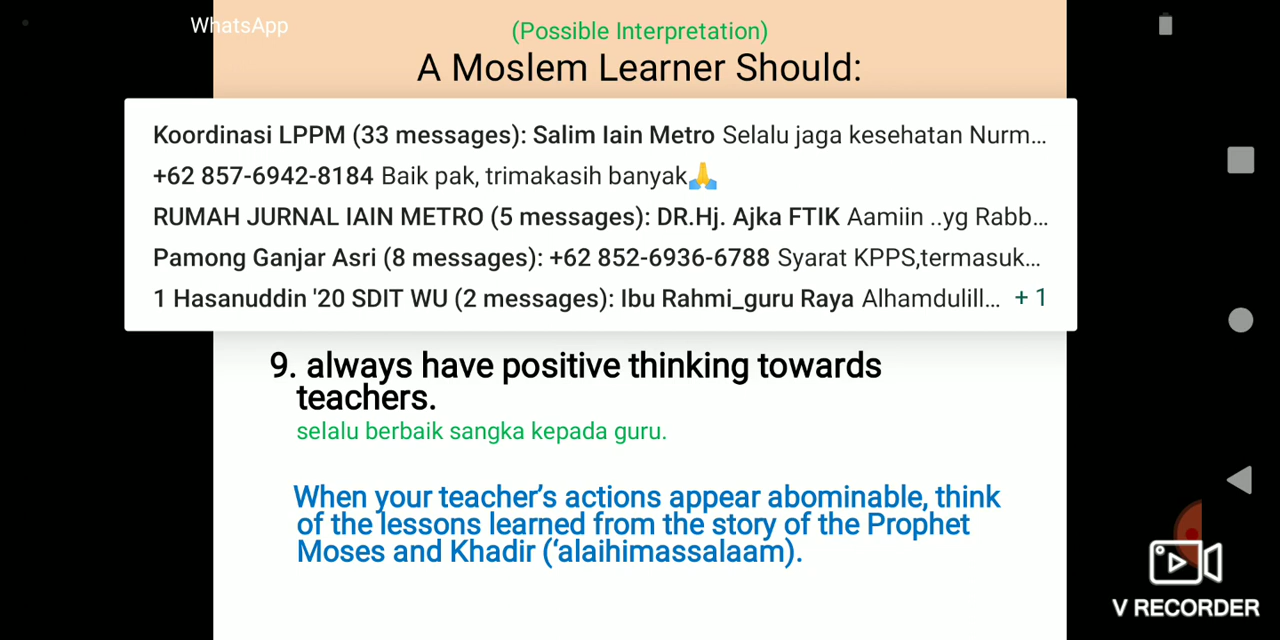 WhatsApp
(Possible Interpretation)
A Moslem Learner Should:
Koordinasi LPPM (33 messages): Salim Iain Metro Selalu jaga kesehatan Nurm...
+62 857-6942-8184 Baik pak, trimakasih banyak🙏
RUMAH JURNAL IAIN METRO (5 messages): DR.Hj. Ajka FTIK Aamiin ..yg Rabb...
Pamong Ganjar Asri (8 messages): +62 852-6936-6788 Syarat KPPS,termasuk...
1 Hasanuddin '20 SDIT WU (2 messages): Ibu Rahmi_guru Raya Alhamdulill... + 1
9. always have positive thinking towards
teachers.
selalu berbaik sangka kepada guru.
When your teacher’s actions appear abominable, think
of the lessons learned from the story of the Prophet
Moses and Khadir (‘alaihimassalaam).
V RECORDER